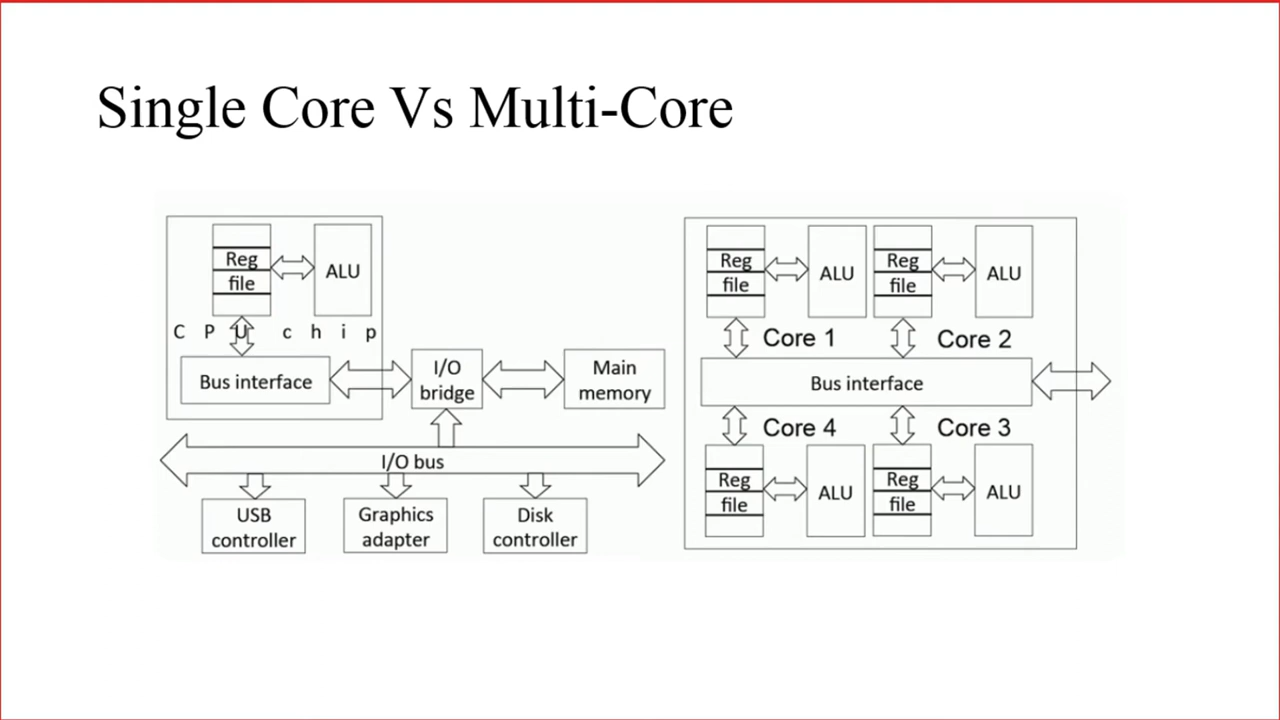 Single Core Vs Multi-Core
Reg
file
ALU
CPU chip
Bus interface
I/O
bridge
Main
memory
I/O bus
USB
controller
Graphics
adapter
Disk
controller
Reg
file
ALU
Reg
file
ALU
Core 1
Core 2
Bus interface
Core 4
Core 3
Reg
file
ALU
Reg
file
ALU